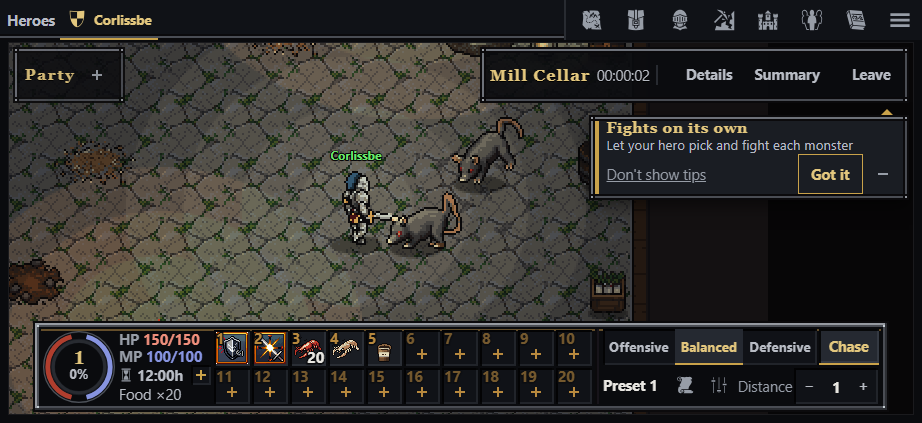 Heroes Corlissbe
Party +
Mill Cellar 00:00:02 Details Summary Leave
Fights on its own
Let your hero pick and fight each monster
Don't show tips Got it −
Corlissbe
1
0%
HP 150/150
MP 100/100
12:00h +
Food ×20
1 2 3 4 5 6 7 8 9 10
20 + + + + +
11 12 13 14 15 16 17 18 19 20
+ + + + + + + + + +
Offensive Balanced Defensive Chase
Preset 1 Distance − 1 +